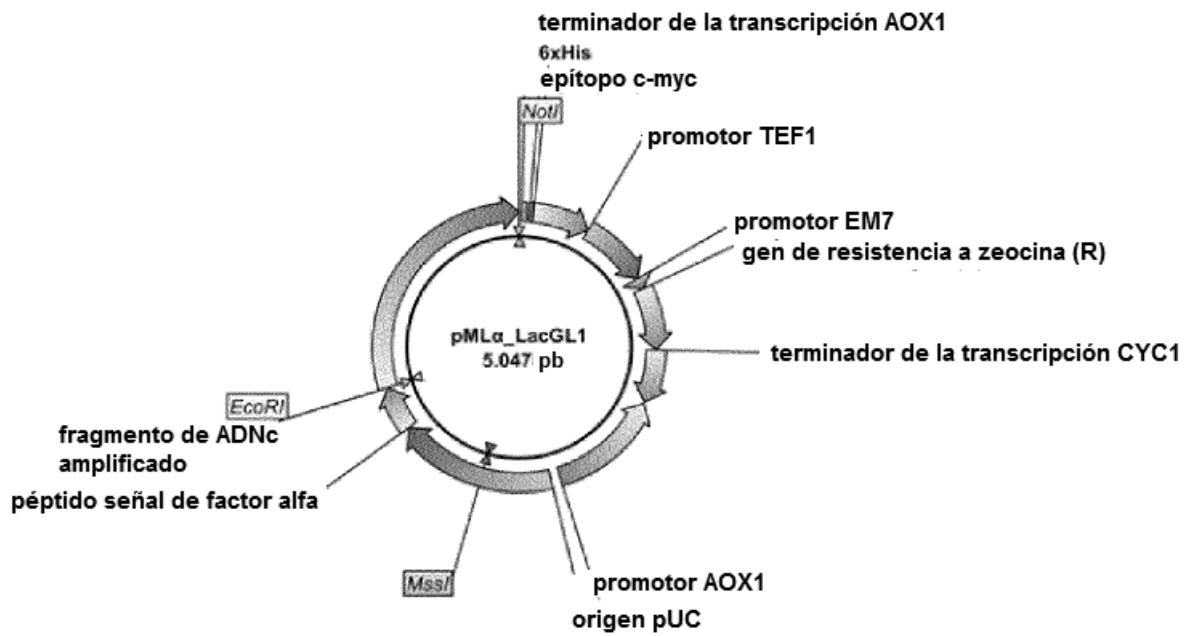 terminador de la transcripción AOX1
6xHis
epítopo c-myc
NotI
promotor TEF1
promotor EM7
gen de resistencia a zeocina (R)
pMLα_LacGL1
5.047 pb
terminador de la transcripción CYC1
EcoRI
fragmento de ADNc
amplificado
péptido señal de factor alfa
MssI
promotor AOX1
origen pUC